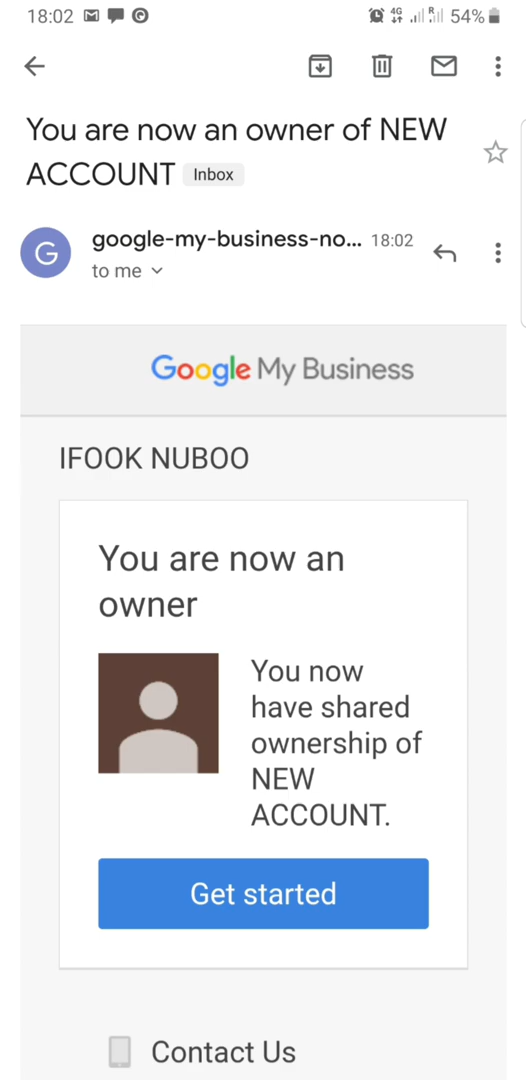 18:02 4G R 54%
You are now an owner of NEW
ACCOUNT Inbox
google-my-business-no... 18:02
to me
G
Google My Business
IFOOK NUBOO
You are now an
owner
You now
have shared
ownership of
NEW
ACCOUNT.
Get started
Contact Us